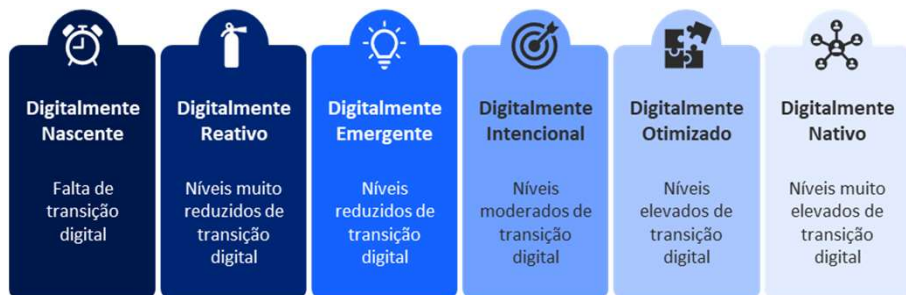 Digitalmente
Nascente
Falta de
transição
digital
Digitalmente
Reativo
Níveis muito
reduzidos de
transição
digital
Digitalmente
Emergente
Níveis
reduzidos de
transição
digital
Digitalmente
Intencional
Níveis
moderados de
transição
digital
Digitalmente
Otimizado
Níveis
elevados de
transição
digital
Digitalmente
Nativo
Níveis muito
elevados de
transição
digital